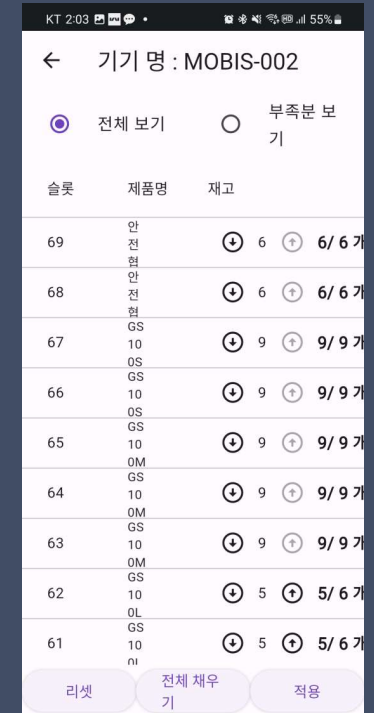 KT 2:03
HD 55%
기기 명 : MOBIS-002
전체 보기
부족분 보
기
슬롯 제품명 재고
69 안
전
협 6 6/ 6 개
68 안
전
협 6 6/ 6 개
67 GS
10
0S 9 9/ 9 개
66 GS
10
0S 9 9/ 9 개
65 GS
10
0M 9 9/ 9 개
64 GS
10
0M 9 9/ 9 개
63 GS
10
0M 9 9/ 9 개
62 GS
10
0L 5 5/ 6 개
61 GS
10
0L 5 5/ 6 개
리셋
전체 채우
기
적용